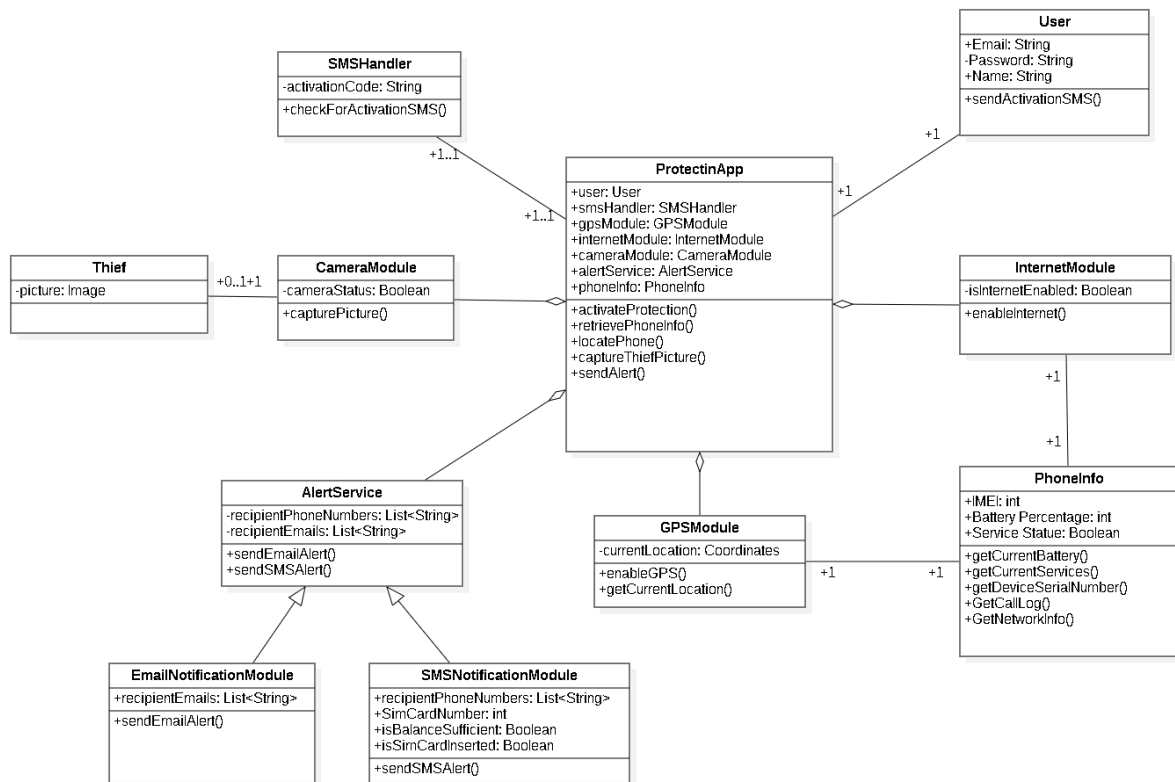 User
+Email: String
-Password: String
+Name: String
+sendActivationSMS()
SMSHandler
-activationCode: String
+checkForActivationSMS()
+1..1
+1..1
+1
+1
ProtectinApp
+user: User
+smsHandler: SMSHandler
+gpsModule: GPSModule
+internetModule: InternetModule
+cameraModule: CameraModule
+alertService: AlertService
+phoneInfo: PhoneInfo
+activateProtection()
+retrievePhoneInfo()
+locatePhone()
+captureThiefPicture()
+sendAlert()
Thief
-picture: Image
+0..1+1
CameraModule
-cameraStatus: Boolean
+capturePicture()
InternetModule
-isInternetEnabled: Boolean
+enableInternet()
+1
+1
PhoneInfo
+IMEI: int
+Battery Percentage: int
+Service Statue: Boolean
+getCurrentBattery()
+getCurrentServices()
+getDeviceSerialNumber()
+GetCallLog()
+GetNetworkInfo()
AlertService
-recipientPhoneNumbers: List<String>
-recipientEmails: List<String>
+sendEmailAlert()
+sendSMSAlert()
GPSModule
-currentLocation: Coordinates
+enableGPS()
+getCurrentLocation()
+1
+1
EmailNotificationModule
+recipientEmails: List<String>
+sendEmailAlert()
SMSNotificationModule
+recipientPhoneNumbers: List<String>
+SimCardNumber: int
+isBalanceSufficient: Boolean
+isSimCardInserted: Boolean
+sendSMSAlert()